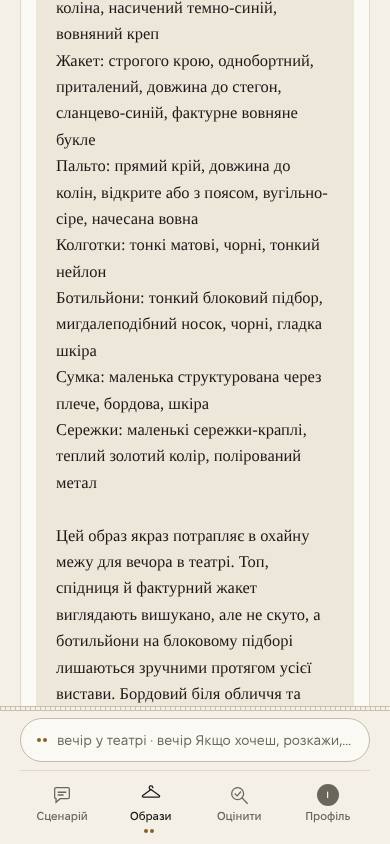 коліна, насичений темно-синій,
вовняний креп
Жакет: строгого крою, однобортний,
приталений, довжина до стегон,
сланцево-синій, фактурне вовняне
букле
Пальто: прямий крій, довжина до
колін, відкрите або з поясом, вугільно-
сіре, начесана вовна
Колготки: тонкі матові, чорні, тонкий
нейлон
Ботильйони: тонкий блоковий підбор,
мигдалеподібний носок, чорні, гладка
шкіра
Сумка: маленька структурована через
плече, бордова, шкіра
Сережки: маленькі сережки-краплі,
теплий золотий колір, полірований
метал
Цей образ якраз потрапляє в охайну
межу для вечора в театрі. Топ,
спідниця й фактурний жакет
виглядають вишукано, але не скуто, а
ботильйони на блоковому підборі
лишаються зручними протягом усієї
вистави. Бордовий біля обличчя та
вечір у театрі · вечір Якщо хочеш, розкажи,...
Сценарій
Образи
Оцінити
І
Профіль